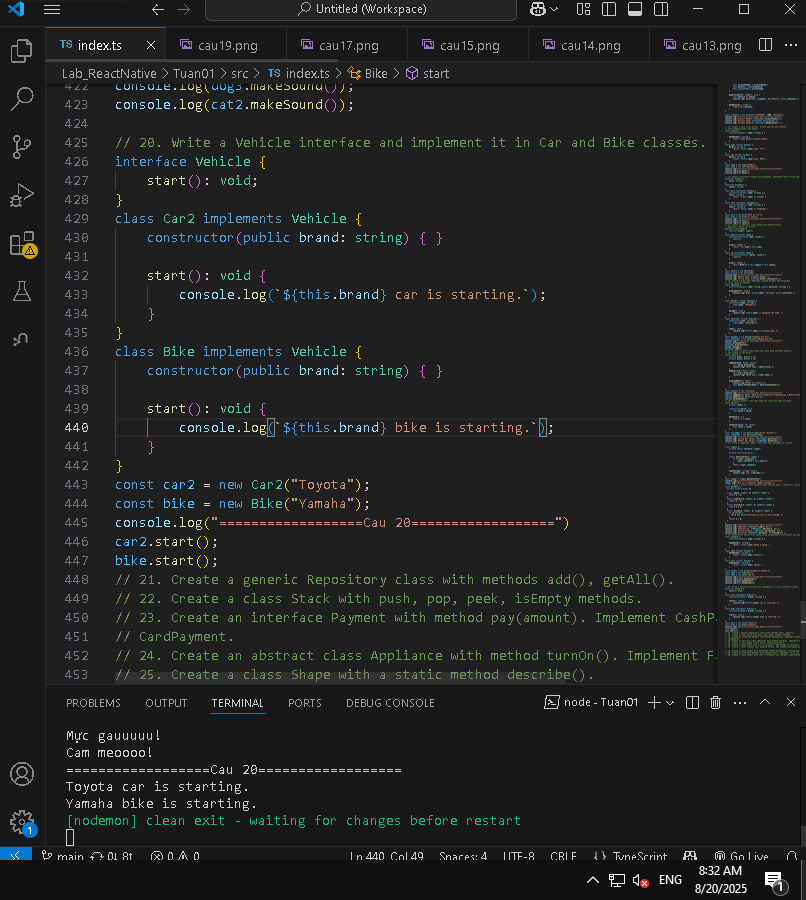 Untitled (Workspace)
TS index.ts
cau19.png
cau17.png
cau15.png
cau14.png
cau13.png
Lab_ReactNative > Tuan01 > src > TS index.ts > Bike > start
422 console.log(dog3.makeSound());
423 console.log(cat2.makeSound());
424
425 // 20. Write a Vehicle interface and implement it in Car and Bike classes.
426 interface Vehicle {
427 start(): void;
428 }
429 class Car2 implements Vehicle {
430 constructor(public brand: string) { }
431
432 start(): void {
433 console.log(`${this.brand} car is starting.`);
434 }
435 }
436 class Bike implements Vehicle {
437 constructor(public brand: string) { }
438
439 start(): void {
440 console.log(`${this.brand} bike is starting.`);
441 }
442 }
443 const car2 = new Car2("Toyota");
444 const bike = new Bike("Yamaha");
445 console.log("==================Cau 20==================")
446 car2.start();
447 bike.start();
448 // 21. Create a generic Repository class with methods add(), getAll().
449 // 22. Create a class Stack with push, pop, peek, isEmpty methods.
450 // 23. Create an interface Payment with method pay(amount). Implement CashP
451 // CardPayment.
452 // 24. Create an abstract class Appliance with method turnOn(). Implement F
453 // 25. Create a class Shape with a static method describe().
PROBLEMS OUTPUT TERMINAL PORTS DEBUG CONSOLE
node - Tuan01
Mực gauuuuu!
Cam meoooo!
==================Cau 20==================
Toyota car is starting.
Yamaha bike is starting.
[nodemon] clean exit - waiting for changes before restart
1
main 0↓ 8↑ 0 0 Ln 440, Col 49 Spaces: 4 UTF-8 CRLF {} TypeScript Go Live
ENG
8:32 AM
8/20/2025
1